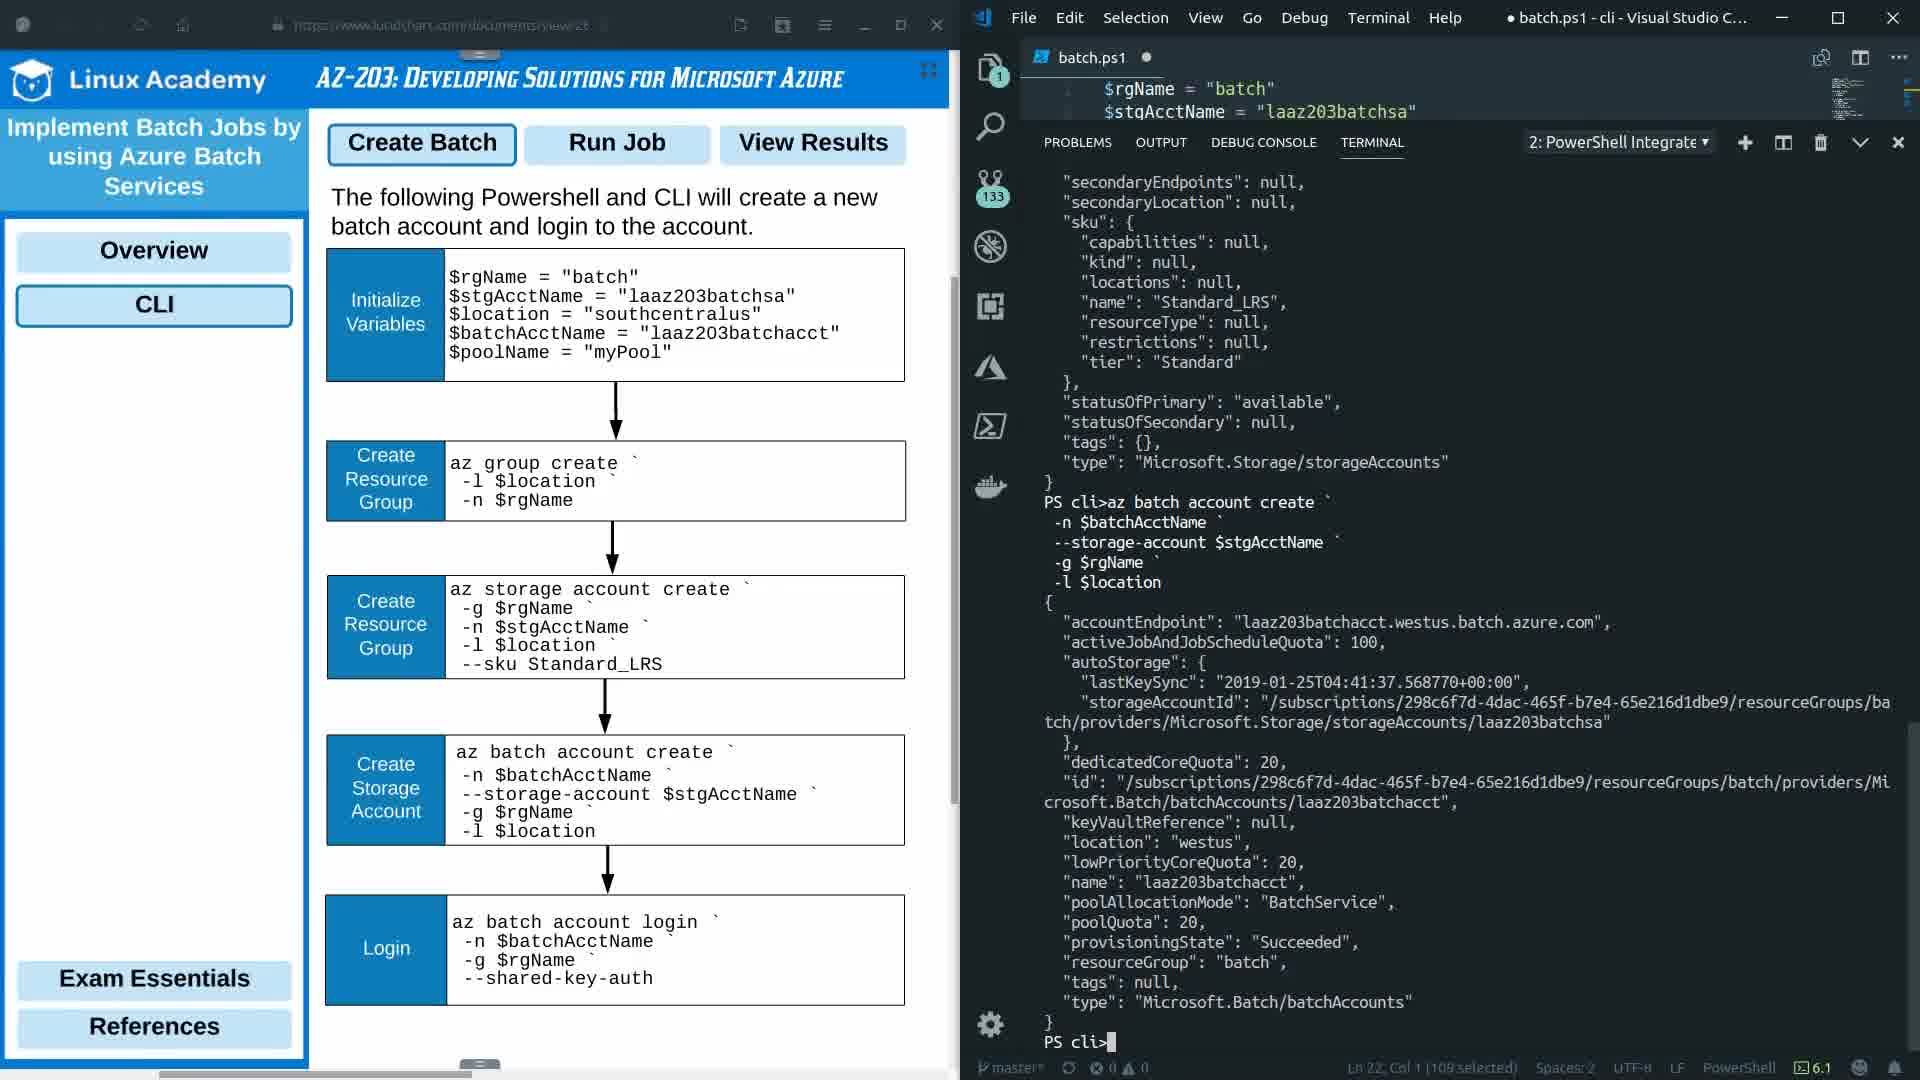 https://www.lucidchart.com/documents/view/26
Linux Academy
AZ-203: Developing Solutions for Microsoft Azure
Implement Batch Jobs by
using Azure Batch
Services
Overview
CLI
Exam Essentials
References
Create Batch
Run Job
View Results
The following Powershell and CLI will create a new
batch account and login to the account.
Initialize
Variables
$rgName = "batch"
$stgAcctName = "laaz203batchsa"
$location = "southcentralus"
$batchAcctName = "laaz203batchacct"
$poolName = "myPool"
Create
Resource
Group
az group create `
-l $location `
-n $rgName
Create
Resource
Group
az storage account create `
-g $rgName `
-n $stgAcctName `
-l $location `
--sku Standard_LRS
Create
Storage
Account
az batch account create `
-n $batchAcctName `
--storage-account $stgAcctName `
-g $rgName `
-l $location
Login
az batch account login `
-n $batchAcctName `
-g $rgName `
--shared-key-auth
File Edit Selection View Go Debug Terminal Help
● batch.ps1 - cli - Visual Studio C...
batch.ps1 ●
$rgName = "batch"
$stgAcctName = "laaz203batchsa"
1
133
PROBLEMS OUTPUT DEBUG CONSOLE TERMINAL
2: PowerShell Integrate
"secondaryEndpoints": null,
"secondaryLocation": null,
"sku": {
"capabilities": null,
"kind": null,
"locations": null,
"name": "Standard_LRS",
"resourceType": null,
"restrictions": null,
"tier": "Standard"
},
"statusOfPrimary": "available",
"statusOfSecondary": null,
"tags": {},
"type": "Microsoft.Storage/storageAccounts"
}
PS cli>az batch account create `
-n $batchAcctName `
--storage-account $stgAcctName `
-g $rgName `
-l $location
{
"accountEndpoint": "laaz203batchacct.westus.batch.azure.com",
"activeJobAndJobScheduleQuota": 100,
"autoStorage": {
"lastKeySync": "2019-01-25T04:41:37.568770+00:00",
"storageAccountId": "/subscriptions/298c6f7d-4dac-465f-b7e4-65e216d1dbe9/resourceGroups/ba
tch/providers/Microsoft.Storage/storageAccounts/laaz203batchsa"
},
"dedicatedCoreQuota": 20,
"id": "/subscriptions/298c6f7d-4dac-465f-b7e4-65e216d1dbe9/resourceGroups/batch/providers/Mi
crosoft.Batch/batchAccounts/laaz203batchacct",
"keyVaultReference": null,
"location": "westus",
"lowPriorityCoreQuota": 20,
"name": "laaz203batchacct",
"poolAllocationMode": "BatchService",
"poolQuota": 20,
"provisioningState": "Succeeded",
"resourceGroup": "batch",
"tags": null,
"type": "Microsoft.Batch/batchAccounts"
}
PS cli>
master* 0 0
Ln 22, Col 1 (109 selected) Spaces: 2 UTF-8 LF PowerShell 6.1